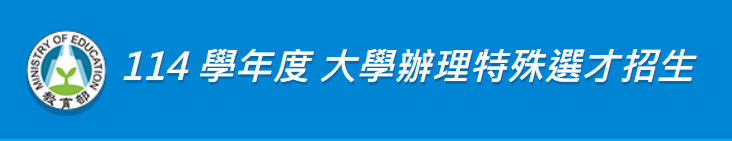 MINISTRY OF EDUCATION
教育部
114 學年度 大學辦理特殊選才招生